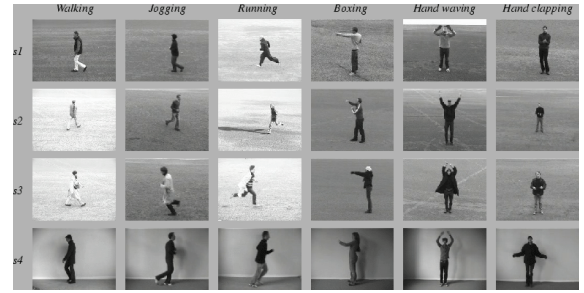 Walking Jogging Running Boxing Hand waving Hand clapping
s1
s2
s3
s4